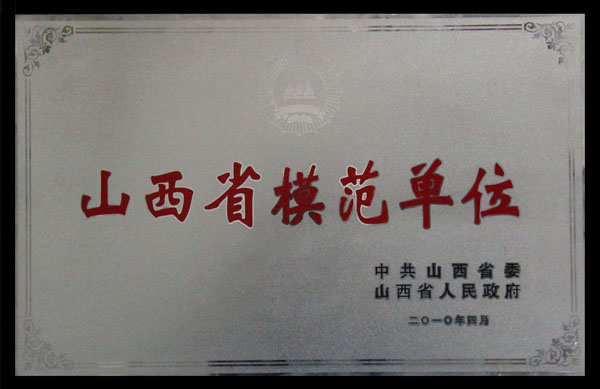 山西省模范单位
中共山西省委
山西省人民政府
二〇一〇年四月